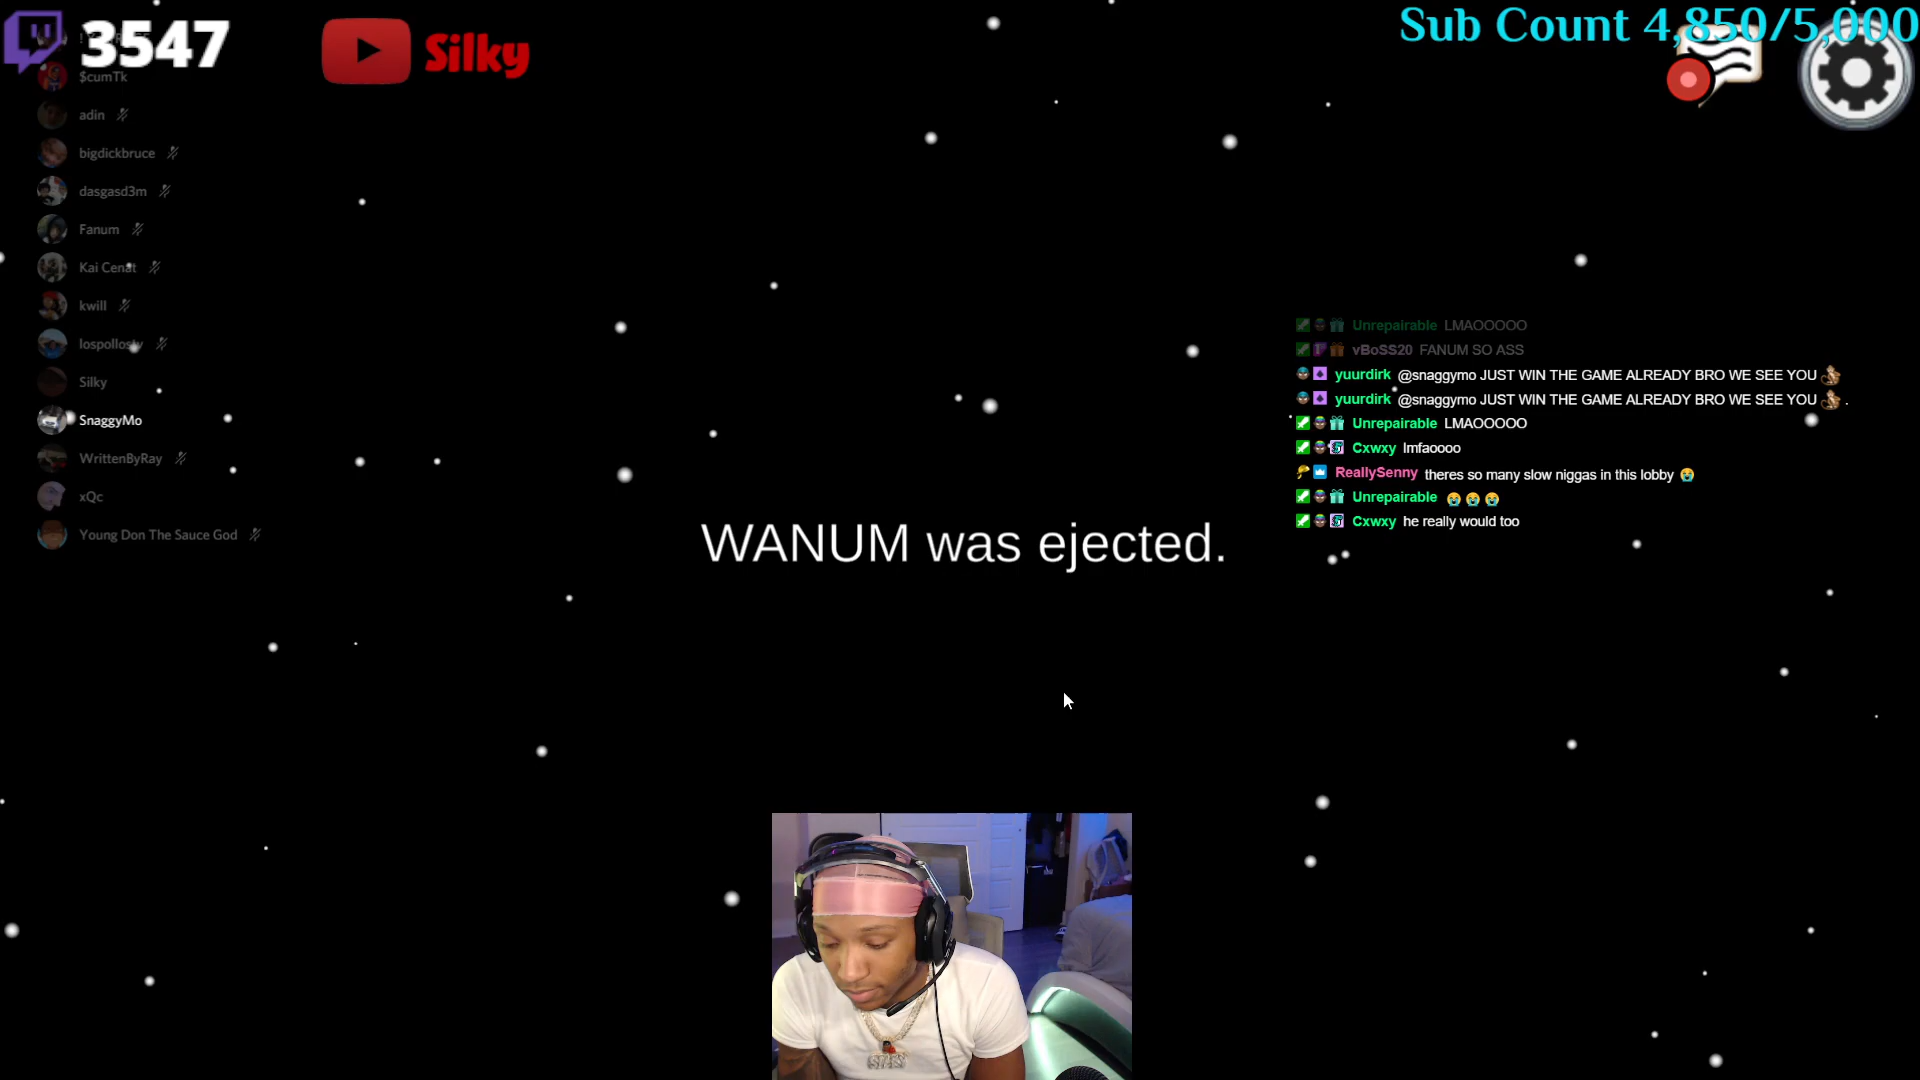 3547
Silky
Sub Count 4,850/5,000
$cumTk
adin
bigdickbruce
dasgasd3m
Fanum
Kai Cenat
kwill
Silky
SnaggyMo
WrittenByRay
xQc
Young Don The Sauce God
Unrepairable LMAOOOOO
vBoSS20 FANUM SO ASS
yuurdirk @snaggymo JUST WIN THE GAME ALREADY BRO WE SEE YOU
yuurdirk @snaggymo JUST WIN THE GAME ALREADY BRO WE SEE YOU .
Unrepairable LMAOOOOO
Cxwxy lmfaoooo
ReallySenny theres so many slow niggas in this lobby 😭
Unrepairable 😭 😭 😭
Cxwxy he really would too
WANUM was ejected.